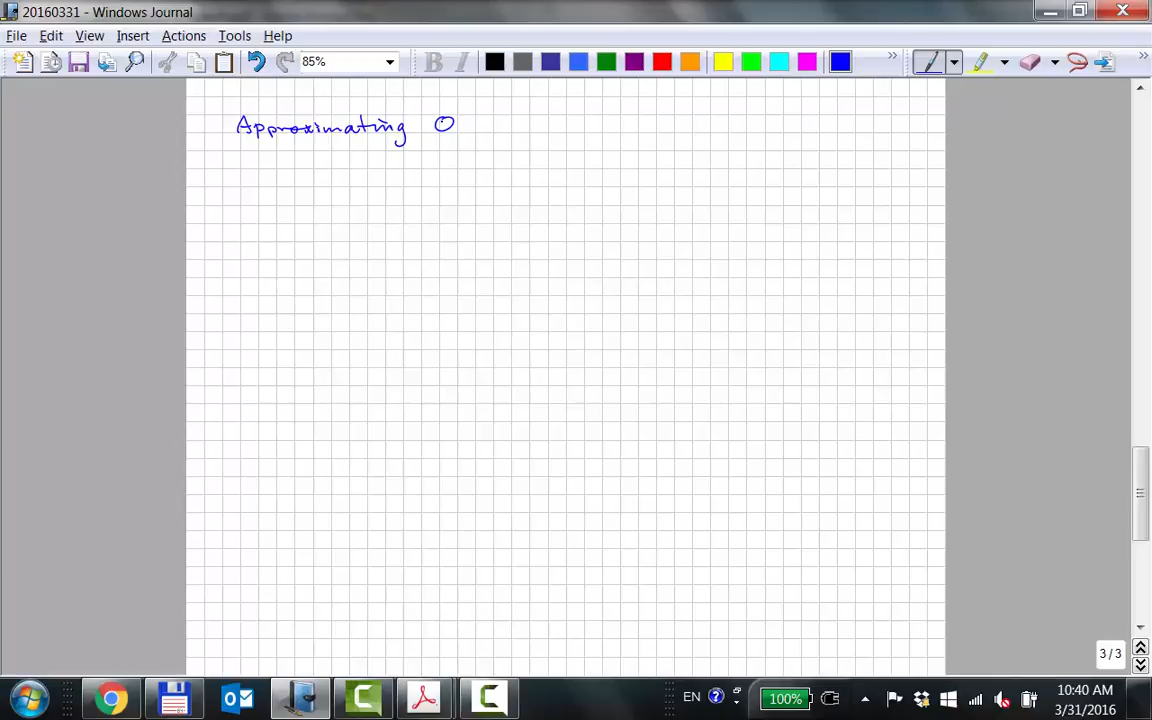 20160331 - Windows Journal
File Edit View Insert Actions Tools Help
85% B I
Approximating O
3 / 3
EN 100% 10:40 AM
3/31/2016